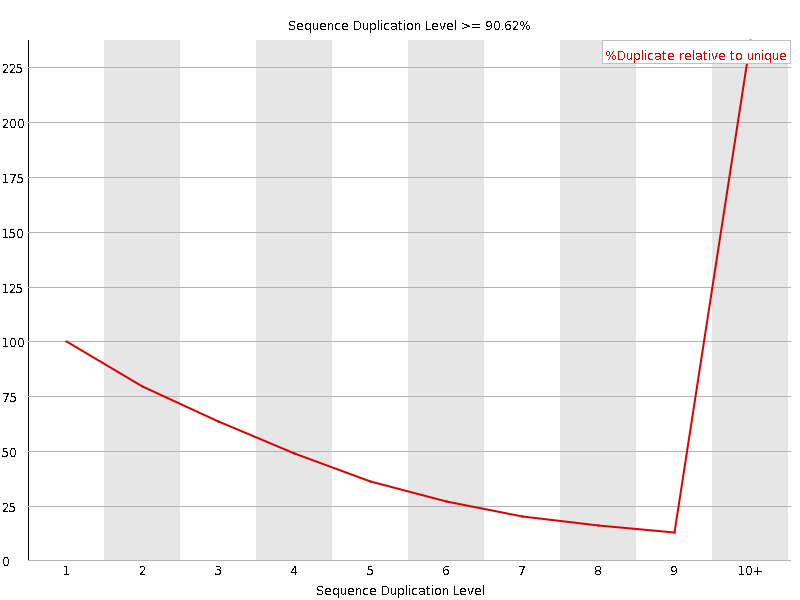 Sequence Duplication Level >= 90.62%
%Duplicate relative to unique
225
200
175
150
125
100
75
50
25
0
1 2 3 4 5 6 7 8 9 10+
Sequence Duplication Level